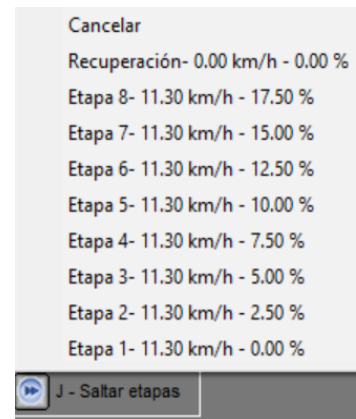 Cancelar
Recuperación- 0.00 km/h - 0.00 %
Etapa 8- 11.30 km/h - 17.50 %
Etapa 7- 11.30 km/h - 15.00 %
Etapa 6- 11.30 km/h - 12.50 %
Etapa 5- 11.30 km/h - 10.00 %
Etapa 4- 11.30 km/h - 7.50 %
Etapa 3- 11.30 km/h - 5.00 %
Etapa 2- 11.30 km/h - 2.50 %
Etapa 1- 11.30 km/h - 0.00 %
J - Saltar etapas